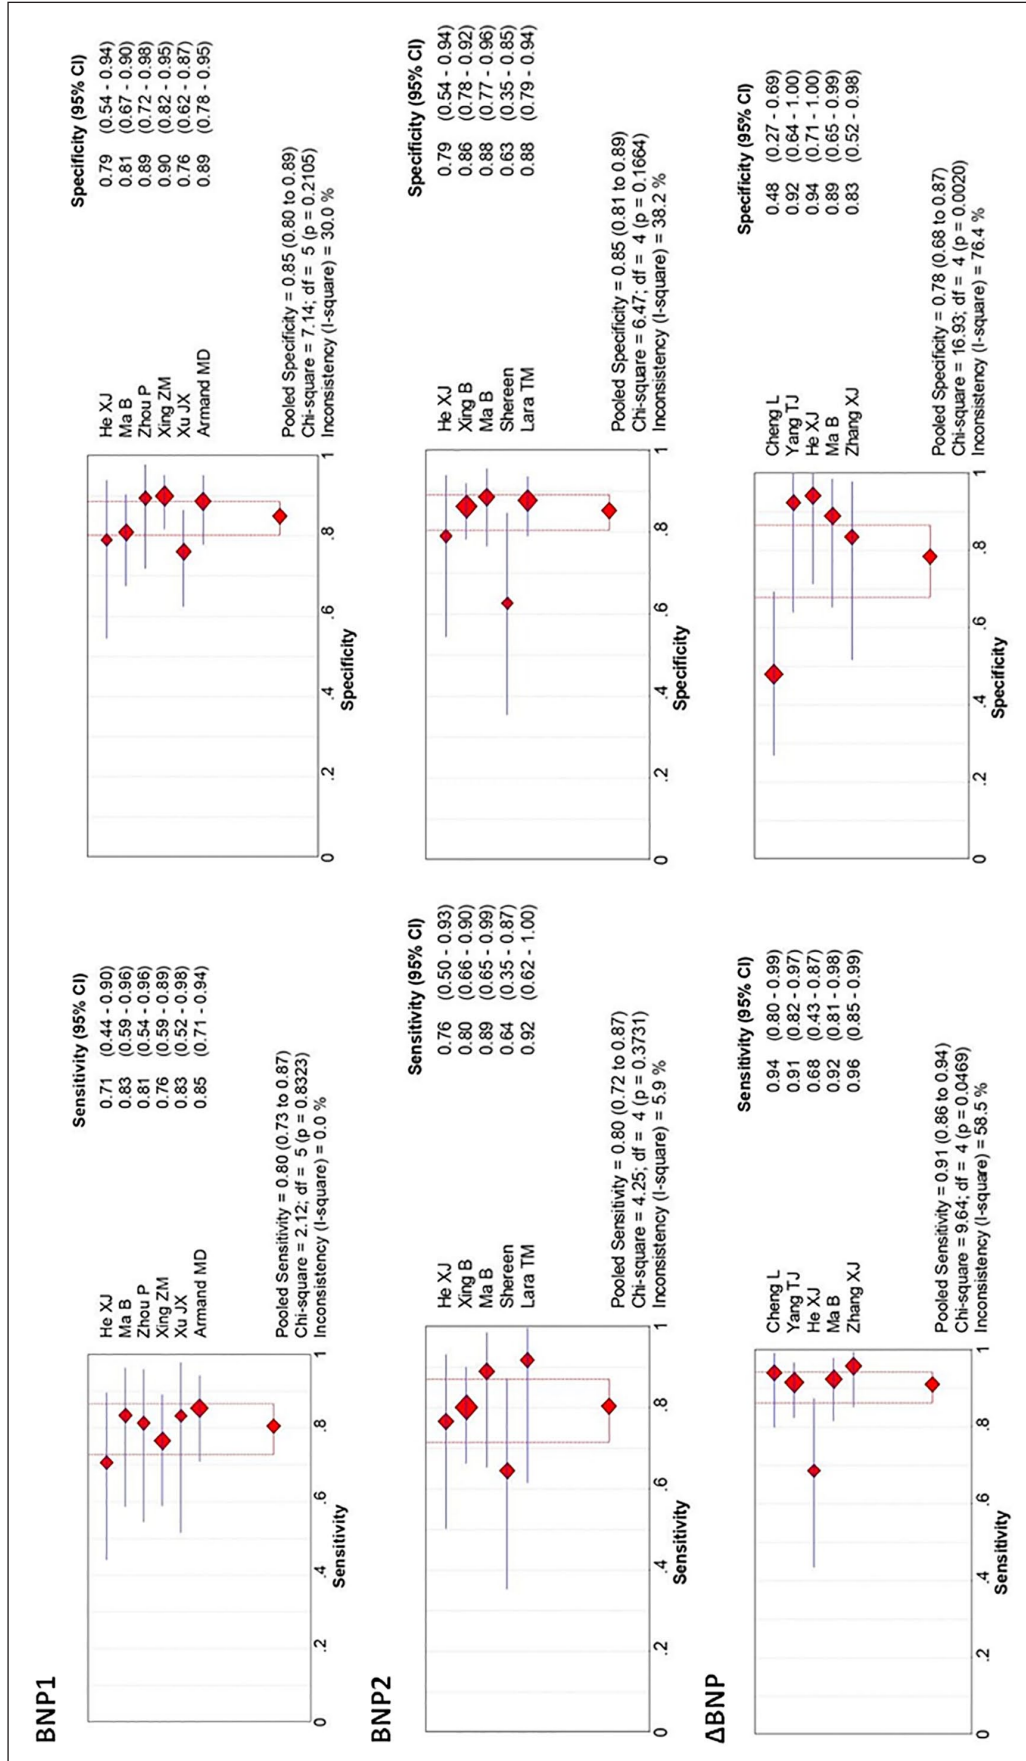 BNP1
He XJ
Ma B
Zhou P
Xing ZM
Xu JX
Armand MD
Sensitivity (95% CI)
0.71 (0.44 - 0.90)
0.83 (0.59 - 0.96)
0.81 (0.54 - 0.96)
0.76 (0.59 - 0.89)
0.83 (0.52 - 0.98)
0.85 (0.71 - 0.94)
Pooled Sensitivity = 0.80 (0.73 to 0.87)
Chi-square = 2.12; df = 5 (p = 0.8323)
Inconsistency (I-square) = 0.0 %
0 .2 .4 .6 .8 1
Sensitivity
He XJ
Ma B
Zhou P
Xing ZM
Xu JX
Armand MD
Specificity (95% CI)
0.79 (0.54 - 0.94)
0.81 (0.67 - 0.90)
0.89 (0.72 - 0.98)
0.90 (0.82 - 0.95)
0.76 (0.62 - 0.87)
0.89 (0.78 - 0.95)
Pooled Specificity = 0.85 (0.80 to 0.89)
Chi-square = 7.14; df = 5 (p = 0.2105)
Inconsistency (I-square) = 30.0 %
0 .2 .4 .6 .8 1
Specificity
BNP2
He XJ
Xing B
Ma B
Shereen
Lara TM
Sensitivity (95% CI)
0.76 (0.50 - 0.93)
0.80 (0.66 - 0.90)
0.89 (0.65 - 0.99)
0.64 (0.35 - 0.87)
0.92 (0.62 - 1.00)
Pooled Sensitivity = 0.80 (0.72 to 0.87)
Chi-square = 4.25; df = 4 (p = 0.3731)
Inconsistency (I-square) = 5.9 %
0 .2 .4 .6 .8 1
Sensitivity
He XJ
Xing B
Ma B
Shereen
Lara TM
Specificity (95% CI)
0.79 (0.54 - 0.94)
0.86 (0.78 - 0.92)
0.88 (0.77 - 0.96)
0.63 (0.35 - 0.85)
0.88 (0.79 - 0.94)
Pooled Specificity = 0.85 (0.81 to 0.89)
Chi-square = 6.47; df = 4 (p = 0.1664)
Inconsistency (I-square) = 38.2 %
0 .2 .4 .6 .8 1
Specificity
ΔBNP
Cheng L
Yang TJ
He XJ
Ma B
Zhang XJ
Sensitivity (95% CI)
0.94 (0.80 - 0.99)
0.91 (0.82 - 0.97)
0.68 (0.43 - 0.87)
0.92 (0.81 - 0.98)
0.96 (0.85 - 0.99)
Pooled Sensitivity = 0.91 (0.86 to 0.94)
Chi-square = 9.64; df = 4 (p = 0.0469)
Inconsistency (I-square) = 58.5 %
0 .2 .4 .6 .8 1
Sensitivity
Cheng L
Yang TJ
He XJ
Ma B
Zhang XJ
Specificity (95% CI)
0.48 (0.27 - 0.69)
0.92 (0.64 - 1.00)
0.94 (0.71 - 1.00)
0.89 (0.65 - 0.99)
0.83 (0.52 - 0.98)
Pooled Specificity = 0.78 (0.68 to 0.87)
Chi-square = 16.93; df = 4 (p = 0.0020)
Inconsistency (I-square) = 76.4 %
0 .2 .4 .6 .8 1
Specificity